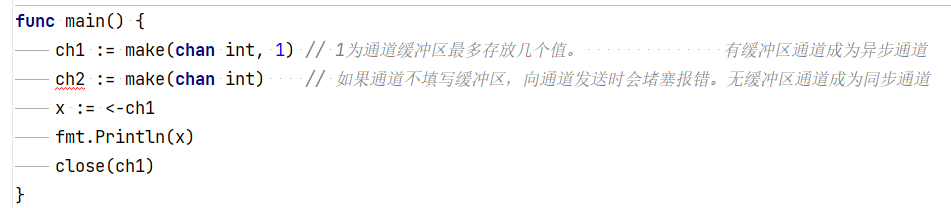 func main() {
ch1 := make(chan int, 1) // 1为通道缓冲区最多存放几个值。 有缓冲区通道成为异步通道
ch2 := make(chan int) // 如果通道不填写缓冲区，向通道发送时会堵塞报错。无缓冲区通道成为同步通道
x := <-ch1
fmt.Println(x)
close(ch1)
}